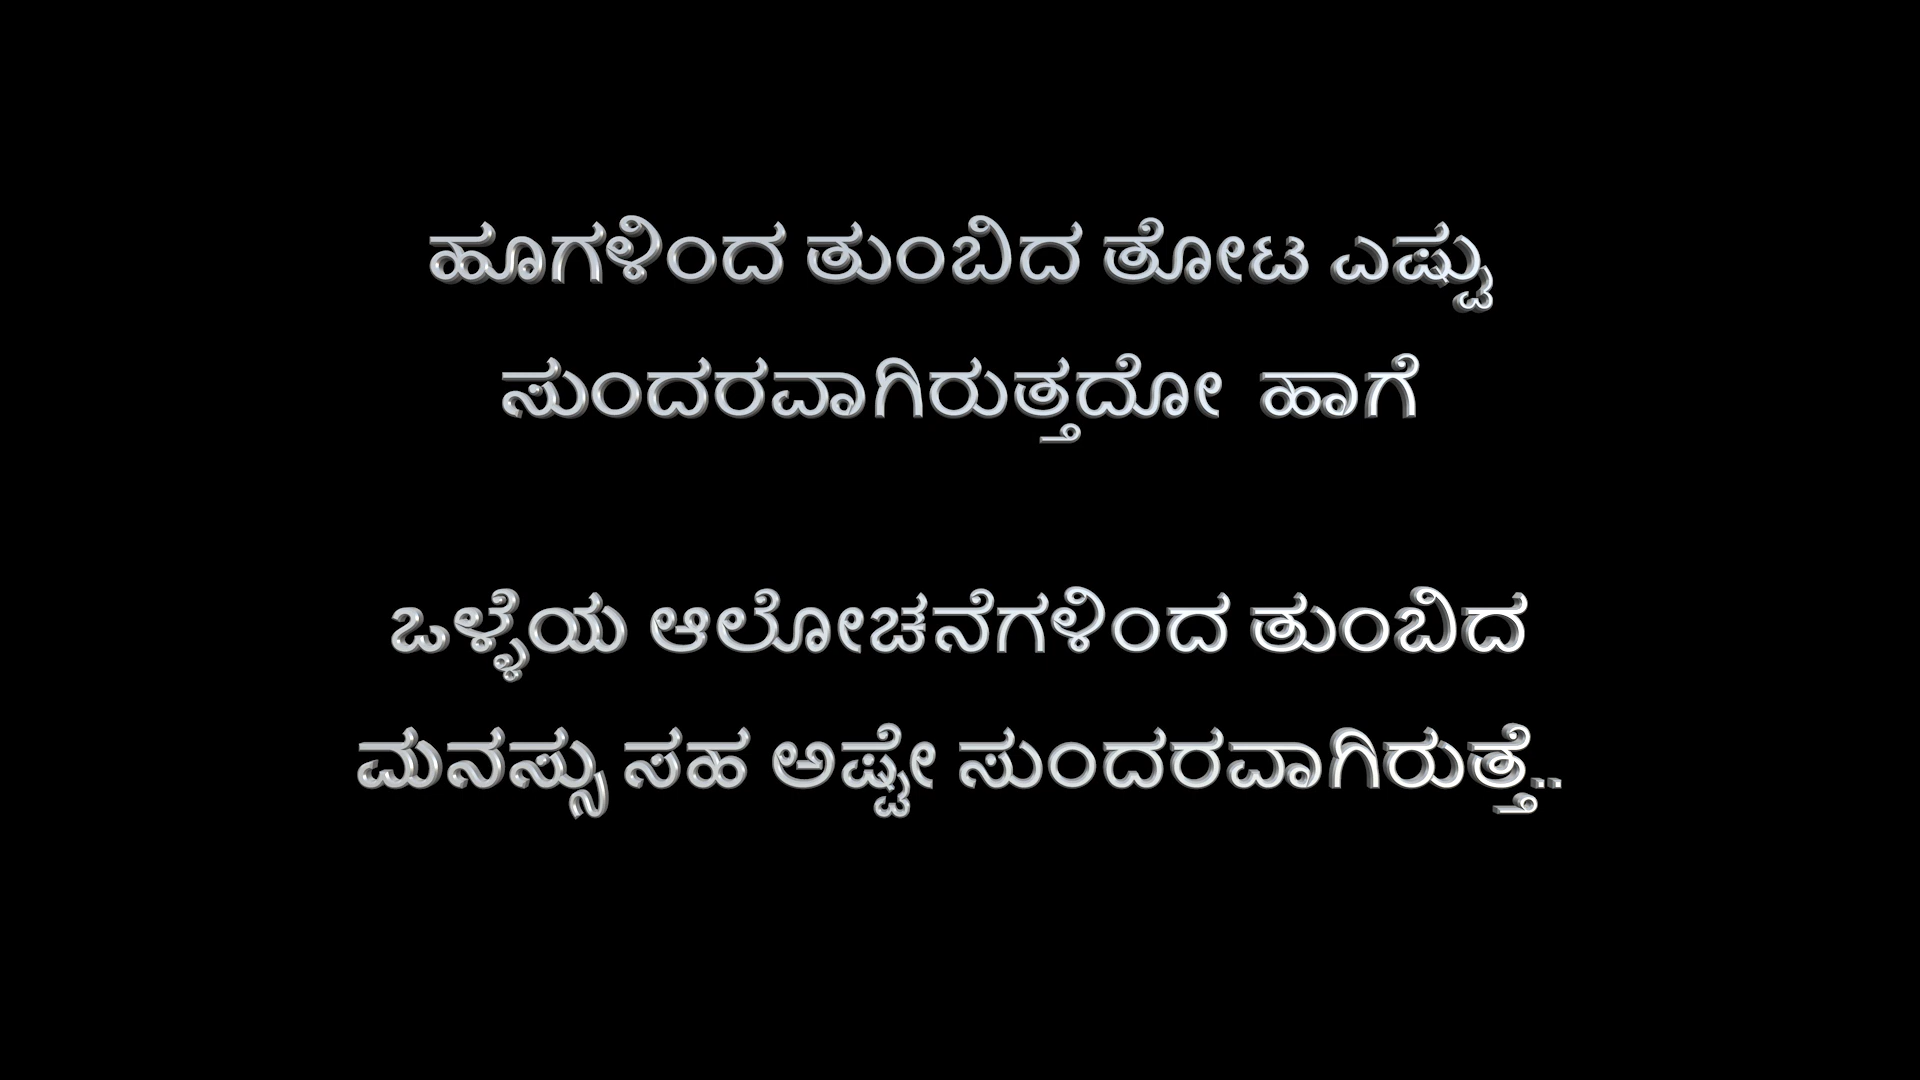 ಹೂಗಳಿಂದ ತುಂಬಿದ ತೋಟ ಎಷ್ಟು
ಸುಂದರವಾಗಿರುತ್ತದೋ ಹಾಗೆ
ಒಳ್ಳೆಯ ಆಲೋಚನೆಗಳಿಂದ ತುಂಬಿದ
ಮನಸ್ಸು ಸಹ ಅಷ್ಟೇ ಸುಂದರವಾಗಿರುತ್ತೆ..